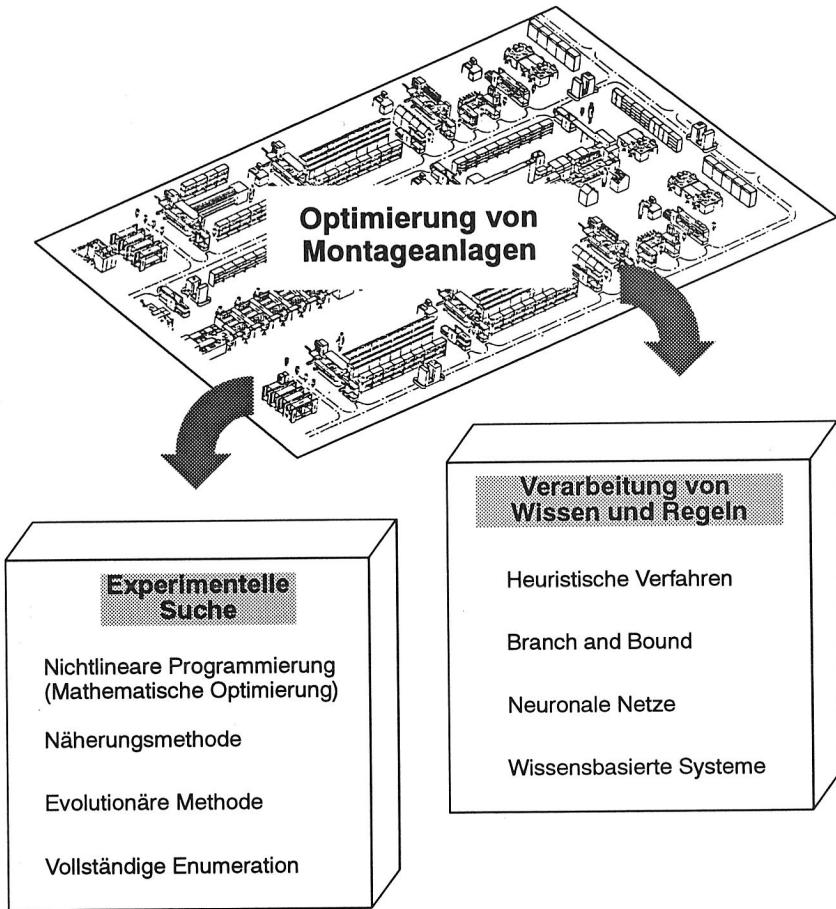 Optimierung von
Montageanlagen
Experimentelle
Suche
Nichtlineare Programmierung
(Mathematische Optimierung)
Näherungsmethode
Evolutionäre Methode
Vollständige Enumeration
Verarbeitung von
Wissen und Regeln
Heuristische Verfahren
Branch and Bound
Neuronale Netze
Wissensbasierte Systeme